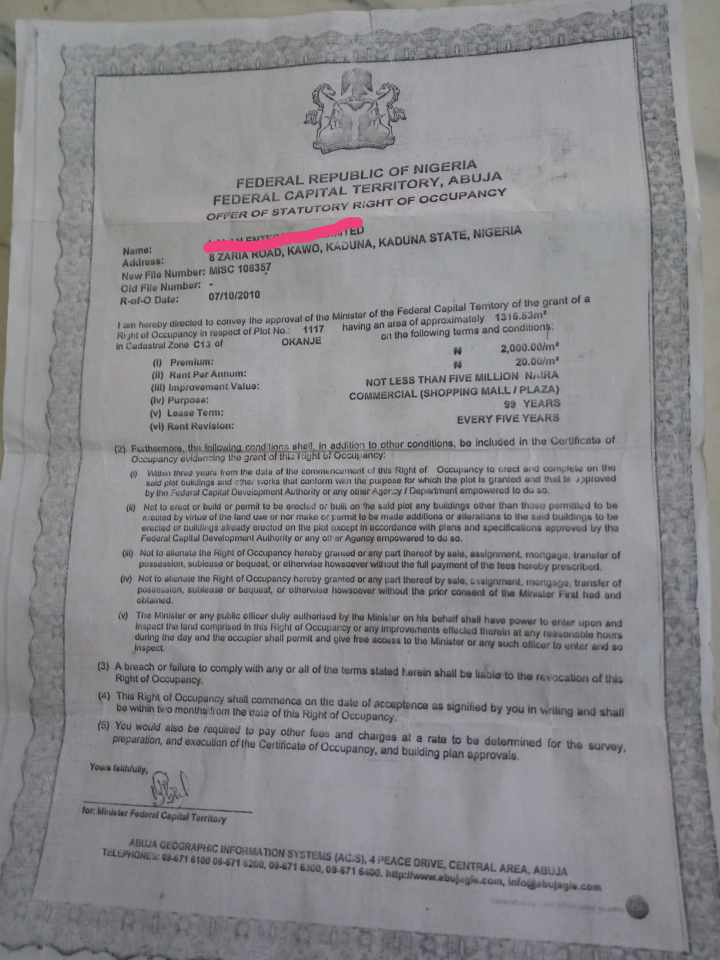 FEDERAL REPUBLIC OF NIGERIA
FEDERAL CAPITAL TERRITORY, ABUJA
OFFER OF STATUTORY RIGHT OF OCCUPANCY
Name:
Address: 8 ZARIA ROAD, KAWO, KADUNA, KADUNA STATE, NIGERIA
New File Number: MISC 108357
Old File Number: -
R-of-O Date: 07/10/2010
I am hereby directed to convey the approval of the Minister of the Federal Capital Territory of the grant of a
Right of Occupancy in respect of Plot No.: 1117 having an area of approximately 1316.53m²
in Cadastral Zone C13 of OKANJE on the following terms and conditions:
(i) Premium: ₦ 2,000.00/m²
(ii) Rent Per Annum: ₦ 20.00/m²
(iii) Improvement Value: NOT LESS THAN FIVE MILLION NAIRA
(iv) Purpose: COMMERCIAL (SHOPPING MALL / PLAZA)
(v) Lease Term: 99 YEARS
(vi) Rent Revision: EVERY FIVE YEARS
(2) Furthermore, the following conditions shall, in addition to other conditions, be included in the Certificate of
Occupancy evidencing the grant of this Right of Occupancy:
(i) Within three years from the date of the commencement of this Right of Occupancy to erect and complete on the
said plot buildings and other works that conform with the purpose for which the plot is granted and that is approved
by the Federal Capital Development Authority or any other Agency / Department empowered to do so.
(ii) Not to erect or build or permit to be erected or built on the said plot any buildings other than those permitted to be
erected by virtue of the land use or nor make or permit to be made additions or alterations to the said buildings to be
erected or buildings already erected on the plot except in accordance with plans and specifications approved by the
Federal Capital Development Authority or any other Agency empowered to do so.
(iii) Not to alienate the Right of Occupancy hereby granted or any part thereof by sale, assignment, mortgage, transfer of
possession, sublease or bequest, or otherwise howsoever without the full payment of the fees hereby prescribed.
(iv) Not to alienate the Right of Occupancy hereby granted or any part thereof by sale, assignment, mortgage, transfer of
possession, sublease or bequest, or otherwise howsoever without the prior consent of the Minister First had and
obtained.
(v) The Minister or any public officer dully authorised by the Minister on his behalf shall have power to enter upon and
inspect the land comprised in this Right of Occupancy or any improvements effected therein at any reasonable hours
during the day and the occupier shall permit and give free access to the Minister or any such officer to enter and so
inspect.
(3) A breach or failure to comply with any or all of the terms stated herein shall be liable to the revocation of this
Right of Occupancy.
(4) This Right of Occupancy shall commence on the date of acceptance as signified by you in writing and shall
be within two months from the date of this Right of Occupancy.
(5) You would also be required to pay other fees and charges at a rate to be determined for the survey,
preparation, and execution of the Certificate of Occupancy, and building plan approvals.
Yours faithfully,
for: Minister Federal Capital Territory
ABUJA GEOGRAPHIC INFORMATION SYSTEMS (AGIS), 4 PEACE DRIVE, CENTRAL AREA, ABUJA
TELEPHONES: 09-671 6100 09-671 6200, 09-671 6300, 09-671 6400. http://www.abujagis.com, info@abujagis.com